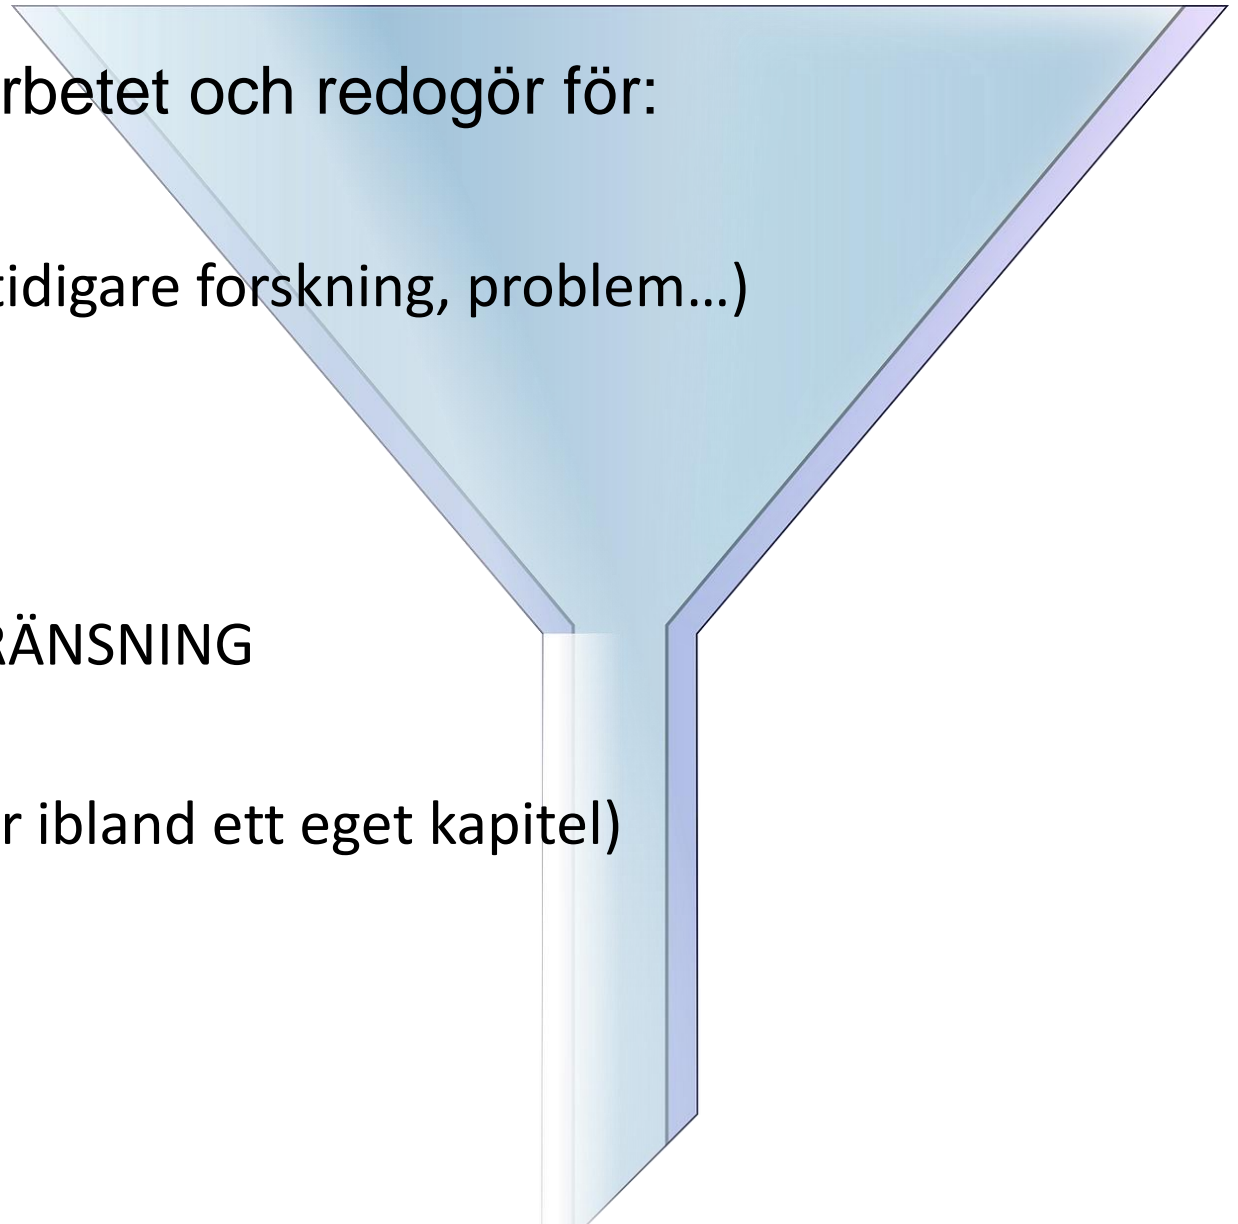 rbetet och redogör för:
tidigare forskning, problem…)
RÄNSNING
r ibland ett eget kapitel)